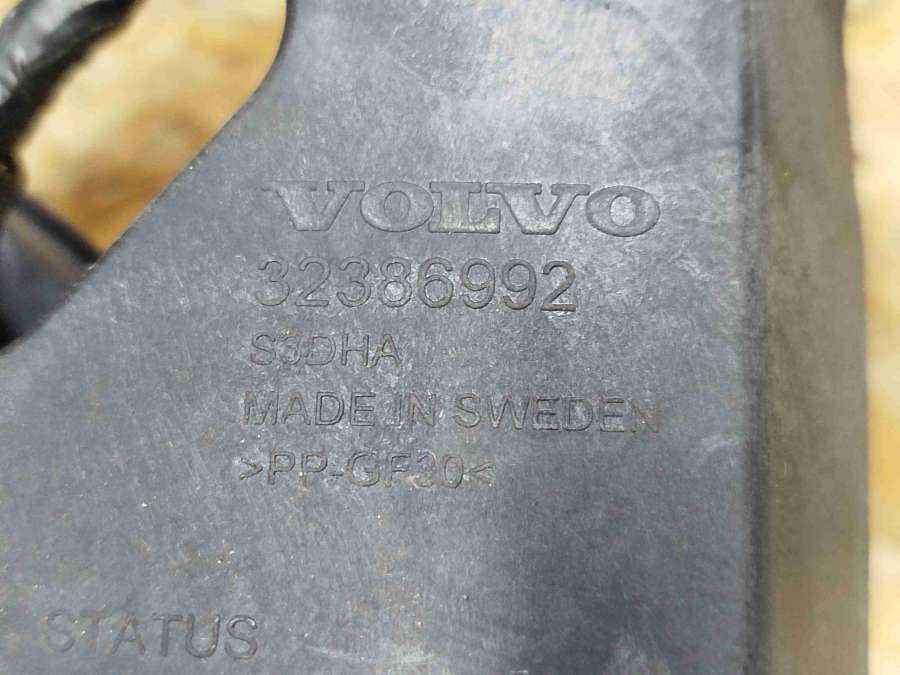 VOLVO
32386992
S3DHA
MADE IN SWEDEN
>PP-GF30<
STATUS